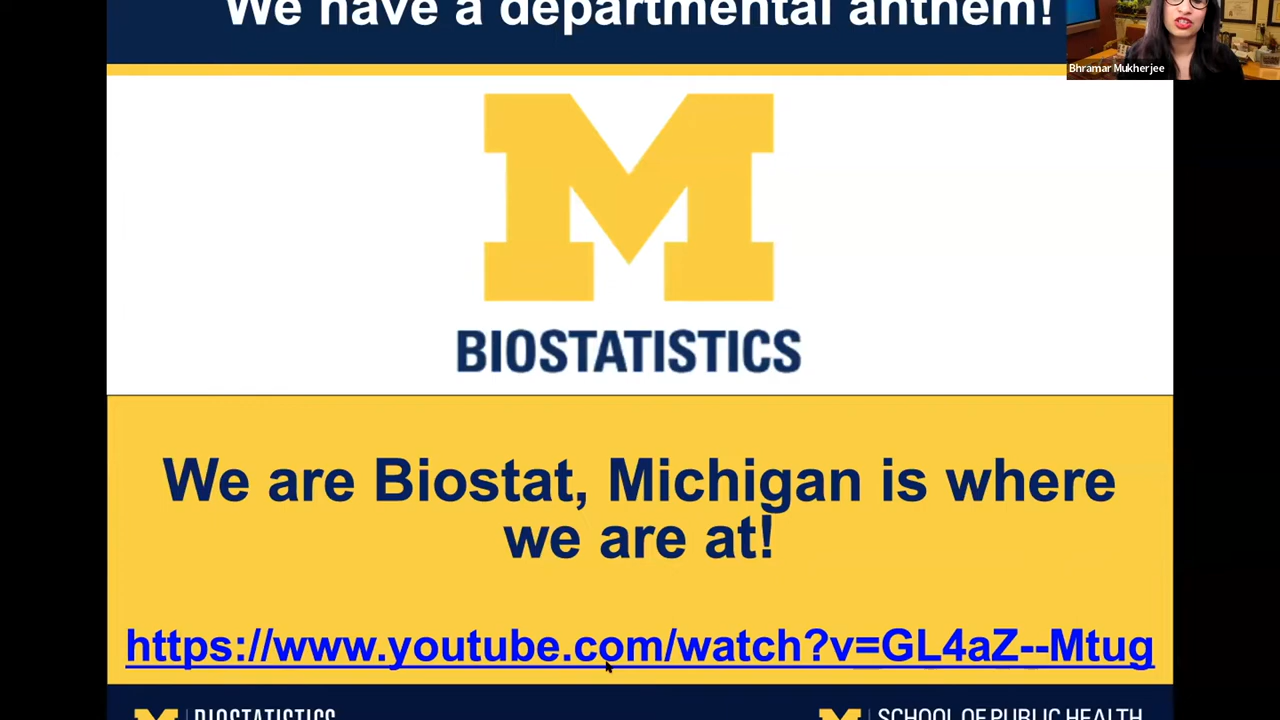 We have a departmental anthem!
Bhramar Mukherjee
M
BIOSTATISTICS
We are Biostat, Michigan is where
we are at!
https://www.youtube.com/watch?v=GL4aZ--Mtug
M BIOSTATISTICS
M SCHOOL OF PUBLIC HEALTH